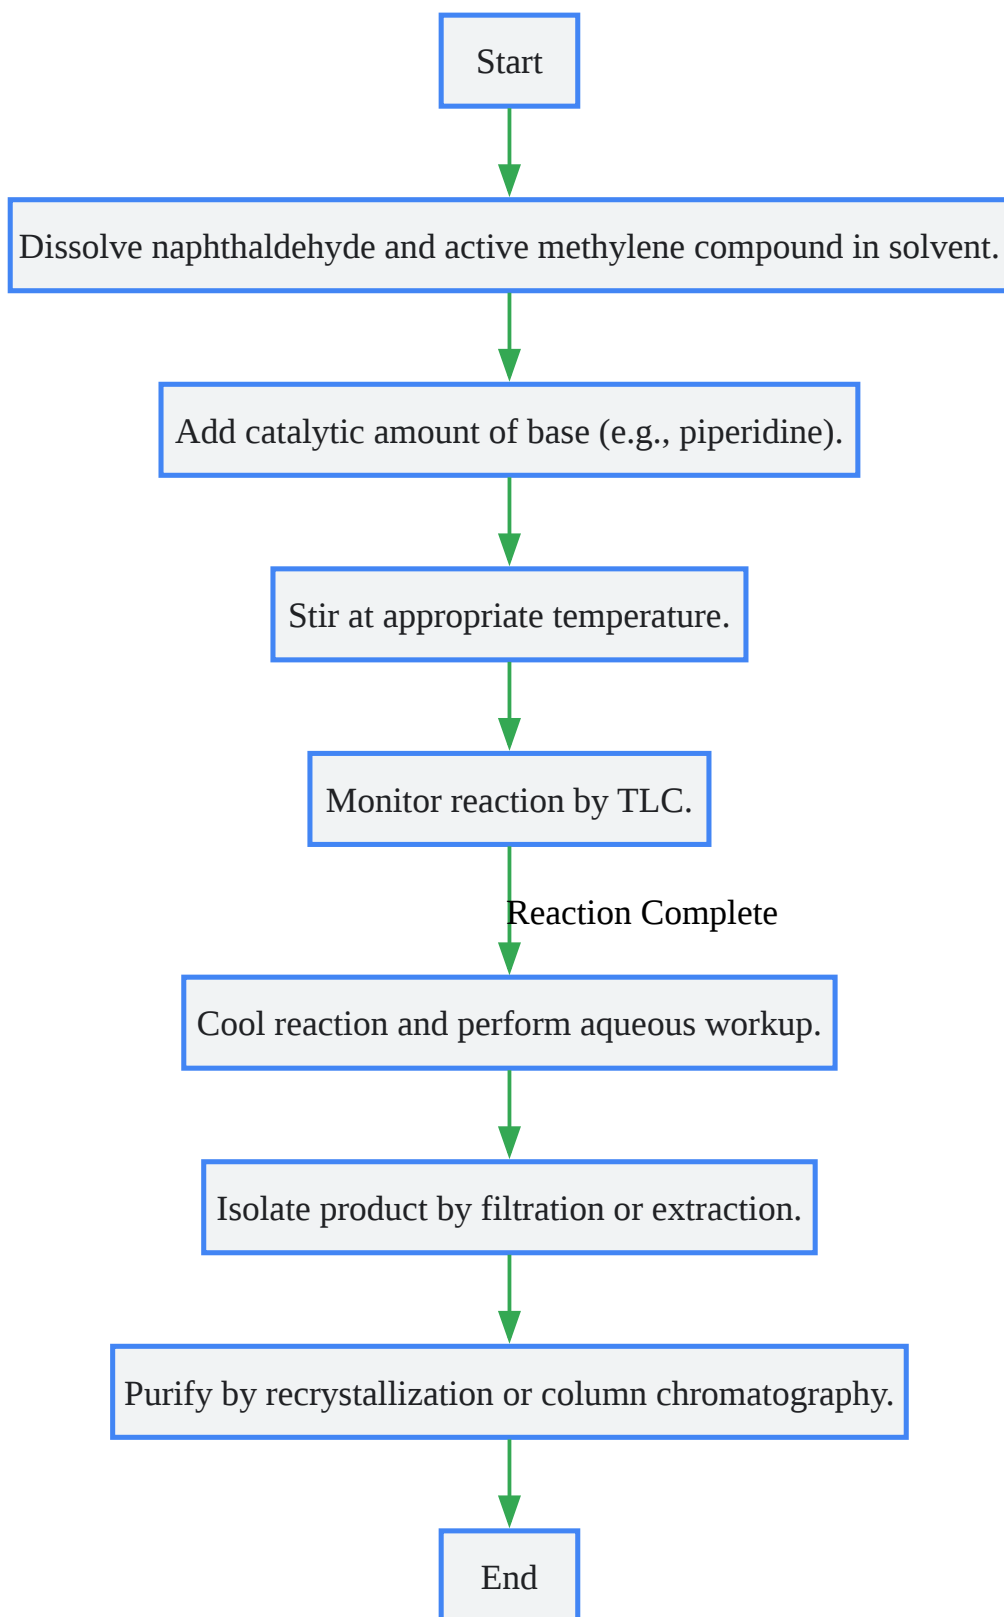 Start
Dissolve naphthaldehyde and active methylene compound in solvent.
Add catalytic amount of base (e.g., piperidine).
Stir at appropriate temperature.
Monitor reaction by TLC.
Reaction Complete
Cool reaction and perform aqueous workup.
Isolate product by filtration or extraction.
Purify by recrystallization or column chromatography.
End